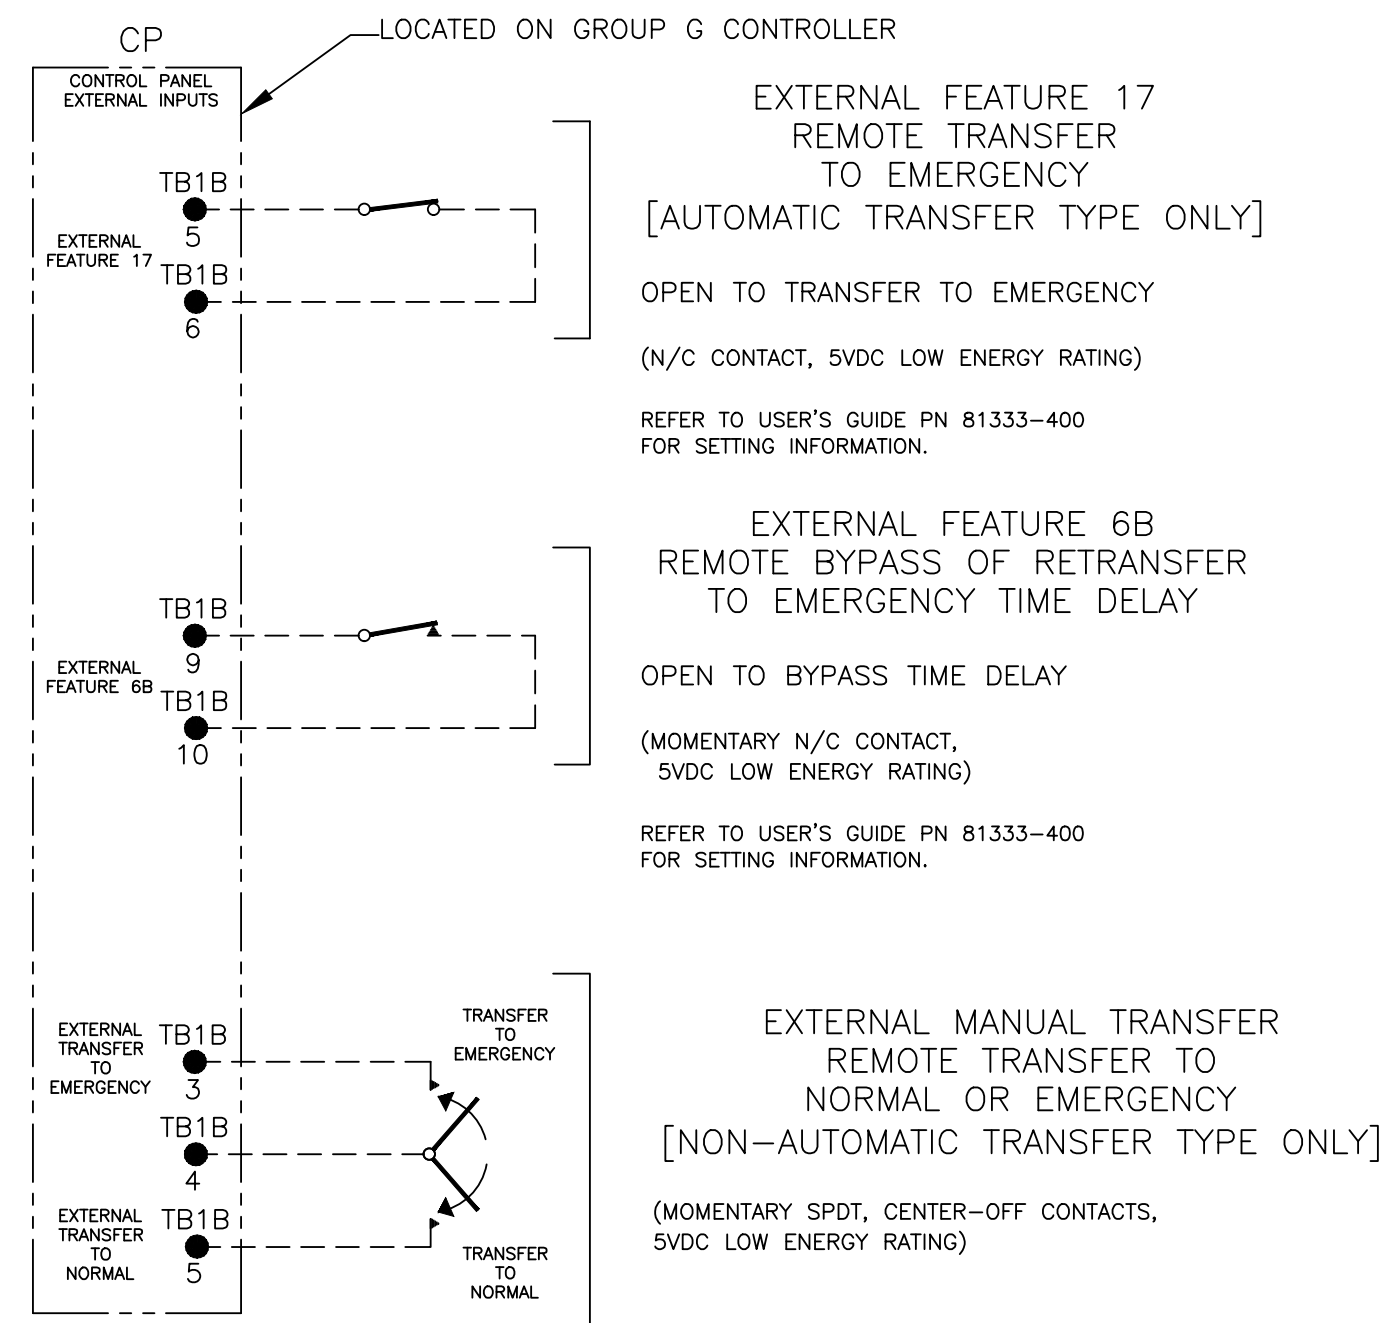 CP
LOCATED ON GROUP G CONTROLLER
CONTROL PANEL
EXTERNAL INPUTS
EXTERNAL FEATURE 17
REMOTE TRANSFER
TO EMERGENCY
[AUTOMATIC TRANSFER TYPE ONLY]
TB1B
5
EXTERNAL
FEATURE 17
TB1B
6
OPEN TO TRANSFER TO EMERGENCY
(N/C CONTACT, 5VDC LOW ENERGY RATING)
REFER TO USER'S GUIDE PN 81333-400
FOR SETTING INFORMATION.
EXTERNAL FEATURE 6B
REMOTE BYPASS OF RETRANSFER
TO EMERGENCY TIME DELAY
TB1B
9
EXTERNAL
FEATURE 6B
TB1B
10
OPEN TO BYPASS TIME DELAY
(MOMENTARY N/C CONTACT,
5VDC LOW ENERGY RATING)
REFER TO USER'S GUIDE PN 81333-400
FOR SETTING INFORMATION.
EXTERNAL
TRANSFER
TO
EMERGENCY
TB1B
3
TB1B
4
EXTERNAL
TRANSFER
TO
NORMAL
TB1B
5
TRANSFER
TO
EMERGENCY
TRANSFER
TO
NORMAL
EXTERNAL MANUAL TRANSFER
REMOTE TRANSFER TO
NORMAL OR EMERGENCY
[NON-AUTOMATIC TRANSFER TYPE ONLY]
(MOMENTARY SPDT, CENTER-OFF CONTACTS,
5VDC LOW ENERGY RATING)